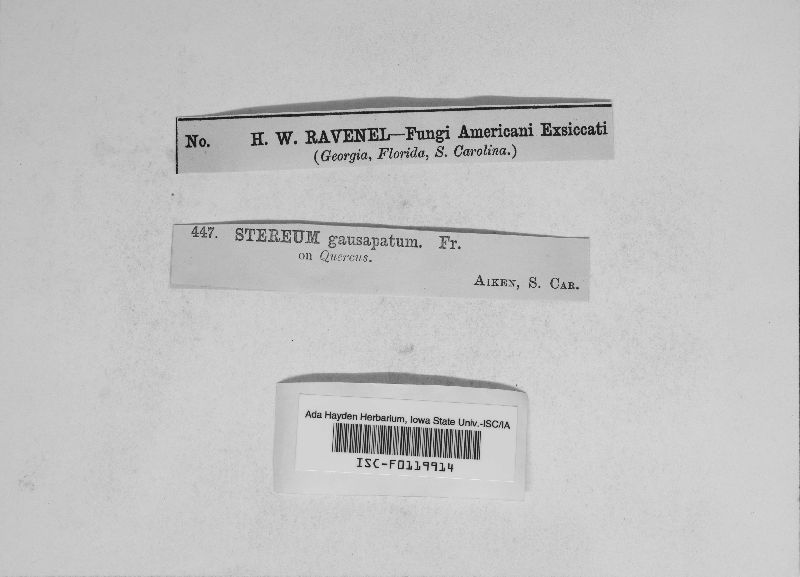 No. H. W. RAVENEL—Fungi Americani Exsiccati
(Georgia, Florida, S. Carolina.)
447. STEREUM gausapatum. Fr.
on Quercus.
AIKEN, S. CAR.
Ada Hayden Herbarium, Iowa State Univ.-ISC/IA
ISC-F0119914